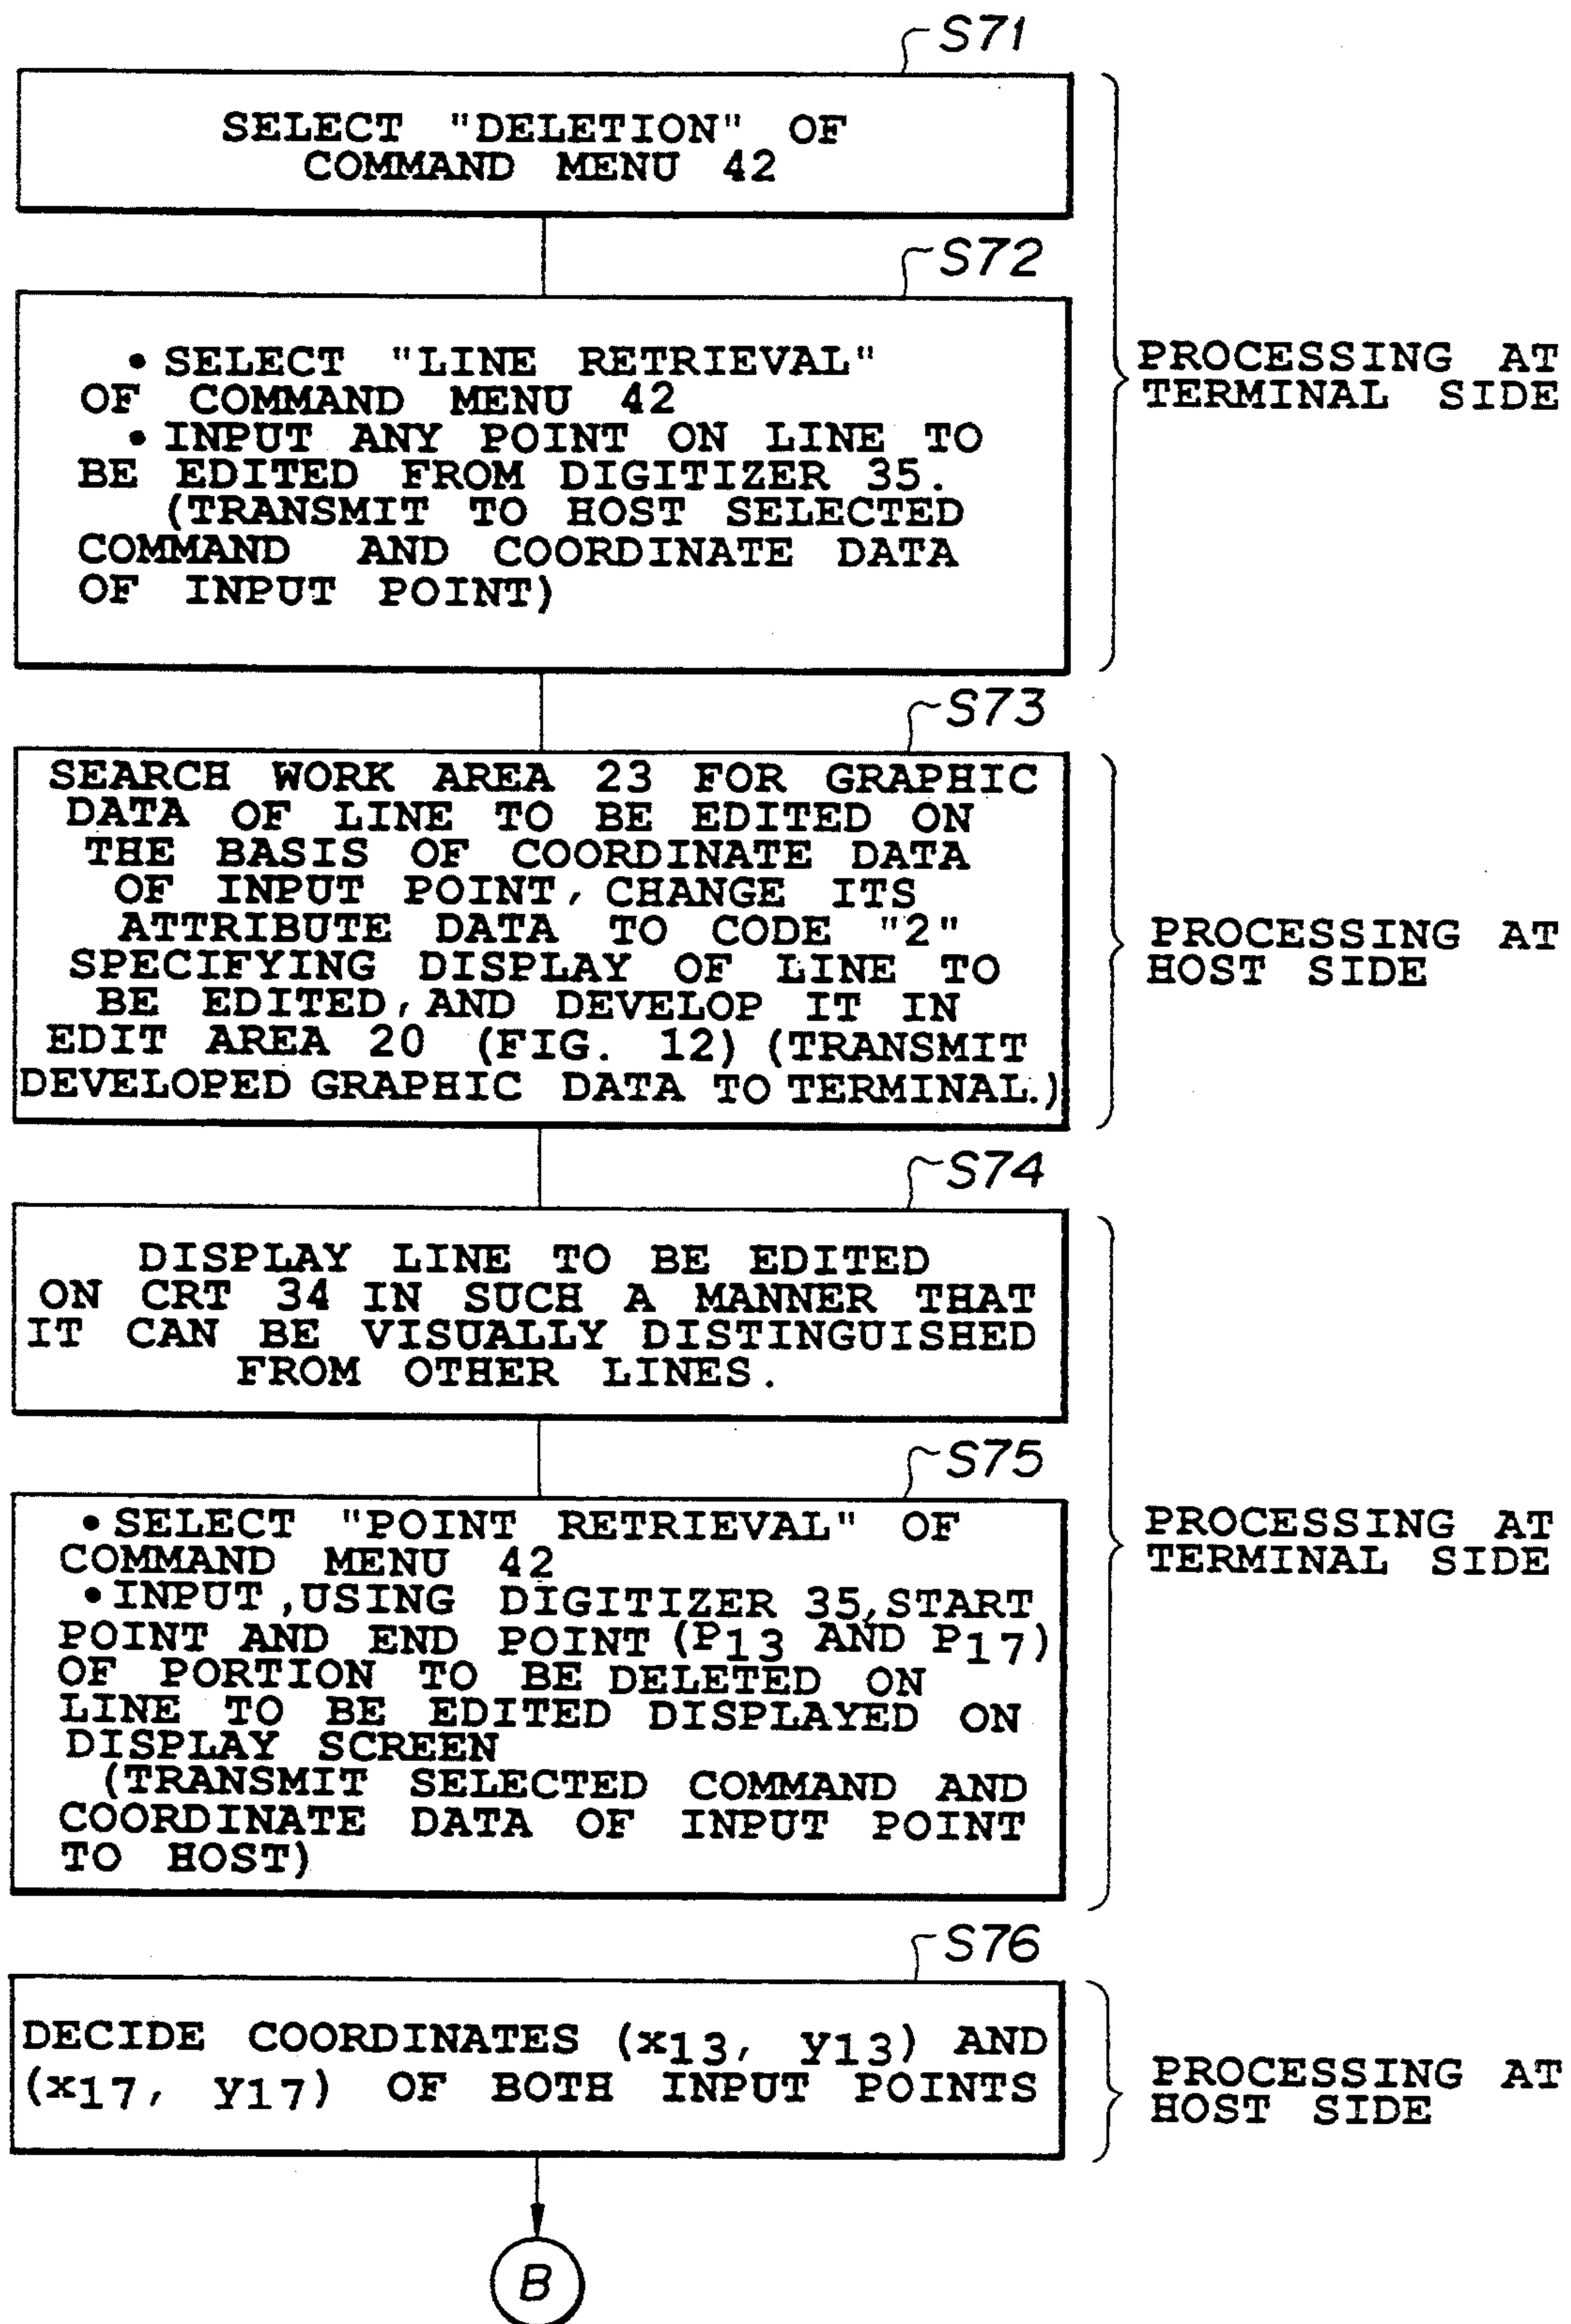 S71
SELECT "DELETION" OF
COMMAND MENU 42
S72
• SELECT "LINE RETRIEVAL"
OF COMMAND MENU 42
• INPUT ANY POINT ON LINE TO
BE EDITED FROM DIGITIZER 35.
(TRANSMIT TO HOST SELECTED
COMMAND AND COORDINATE DATA
OF INPUT POINT)
PROCESSING AT
TERMINAL SIDE
S73
SEARCH WORK AREA 23 FOR GRAPHIC
DATA OF LINE TO BE EDITED ON
THE BASIS OF COORDINATE DATA
OF INPUT POINT, CHANGE ITS
ATTRIBUTE DATA TO CODE "2"
SPECIFYING DISPLAY OF LINE TO
BE EDITED, AND DEVELOP IT IN
EDIT AREA 20 (FIG. 12) (TRANSMIT
DEVELOPED GRAPHIC DATA TO TERMINAL.)
PROCESSING AT
HOST SIDE
S74
DISPLAY LINE TO BE EDITED
ON CRT 34 IN SUCH A MANNER THAT
IT CAN BE VISUALLY DISTINGUISHED
FROM OTHER LINES.
S75
• SELECT "POINT RETRIEVAL" OF
COMMAND MENU 42
• INPUT, USING DIGITIZER 35, START
POINT AND END POINT (P13 AND P17)
OF PORTION TO BE DELETED ON
LINE TO BE EDITED DISPLAYED ON
DISPLAY SCREEN
(TRANSMIT SELECTED COMMAND AND
COORDINATE DATA OF INPUT POINT
TO HOST)
PROCESSING AT
TERMINAL SIDE
S76
DECIDE COORDINATES (x13, y13) AND
(x17, y17) OF BOTH INPUT POINTS
PROCESSING AT
HOST SIDE
B